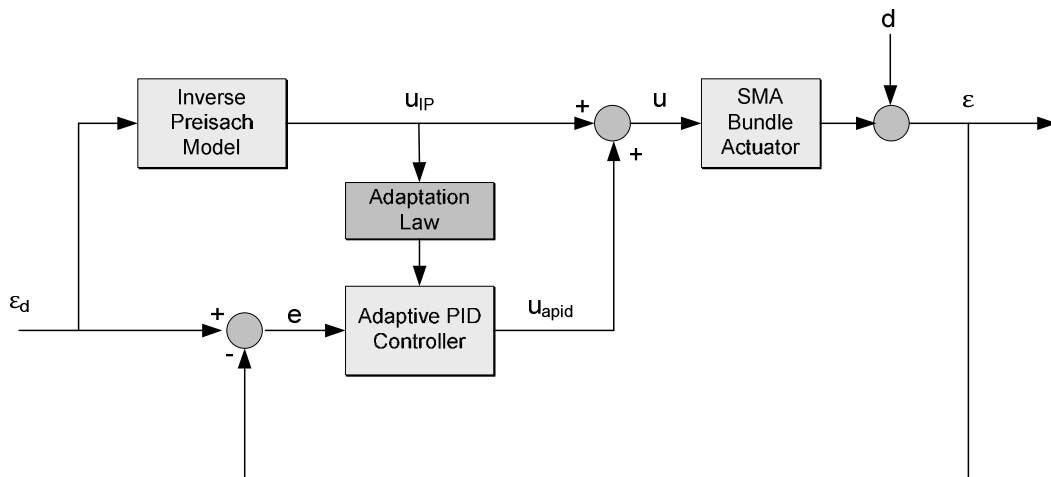 d
Inverse
Preisach
Model
u_IP
+
u
SMA
Bundle
Actuator
ε
+
Adaptation
Law
ε_d
+
e
-
Adaptive PID
Controller
u_apid